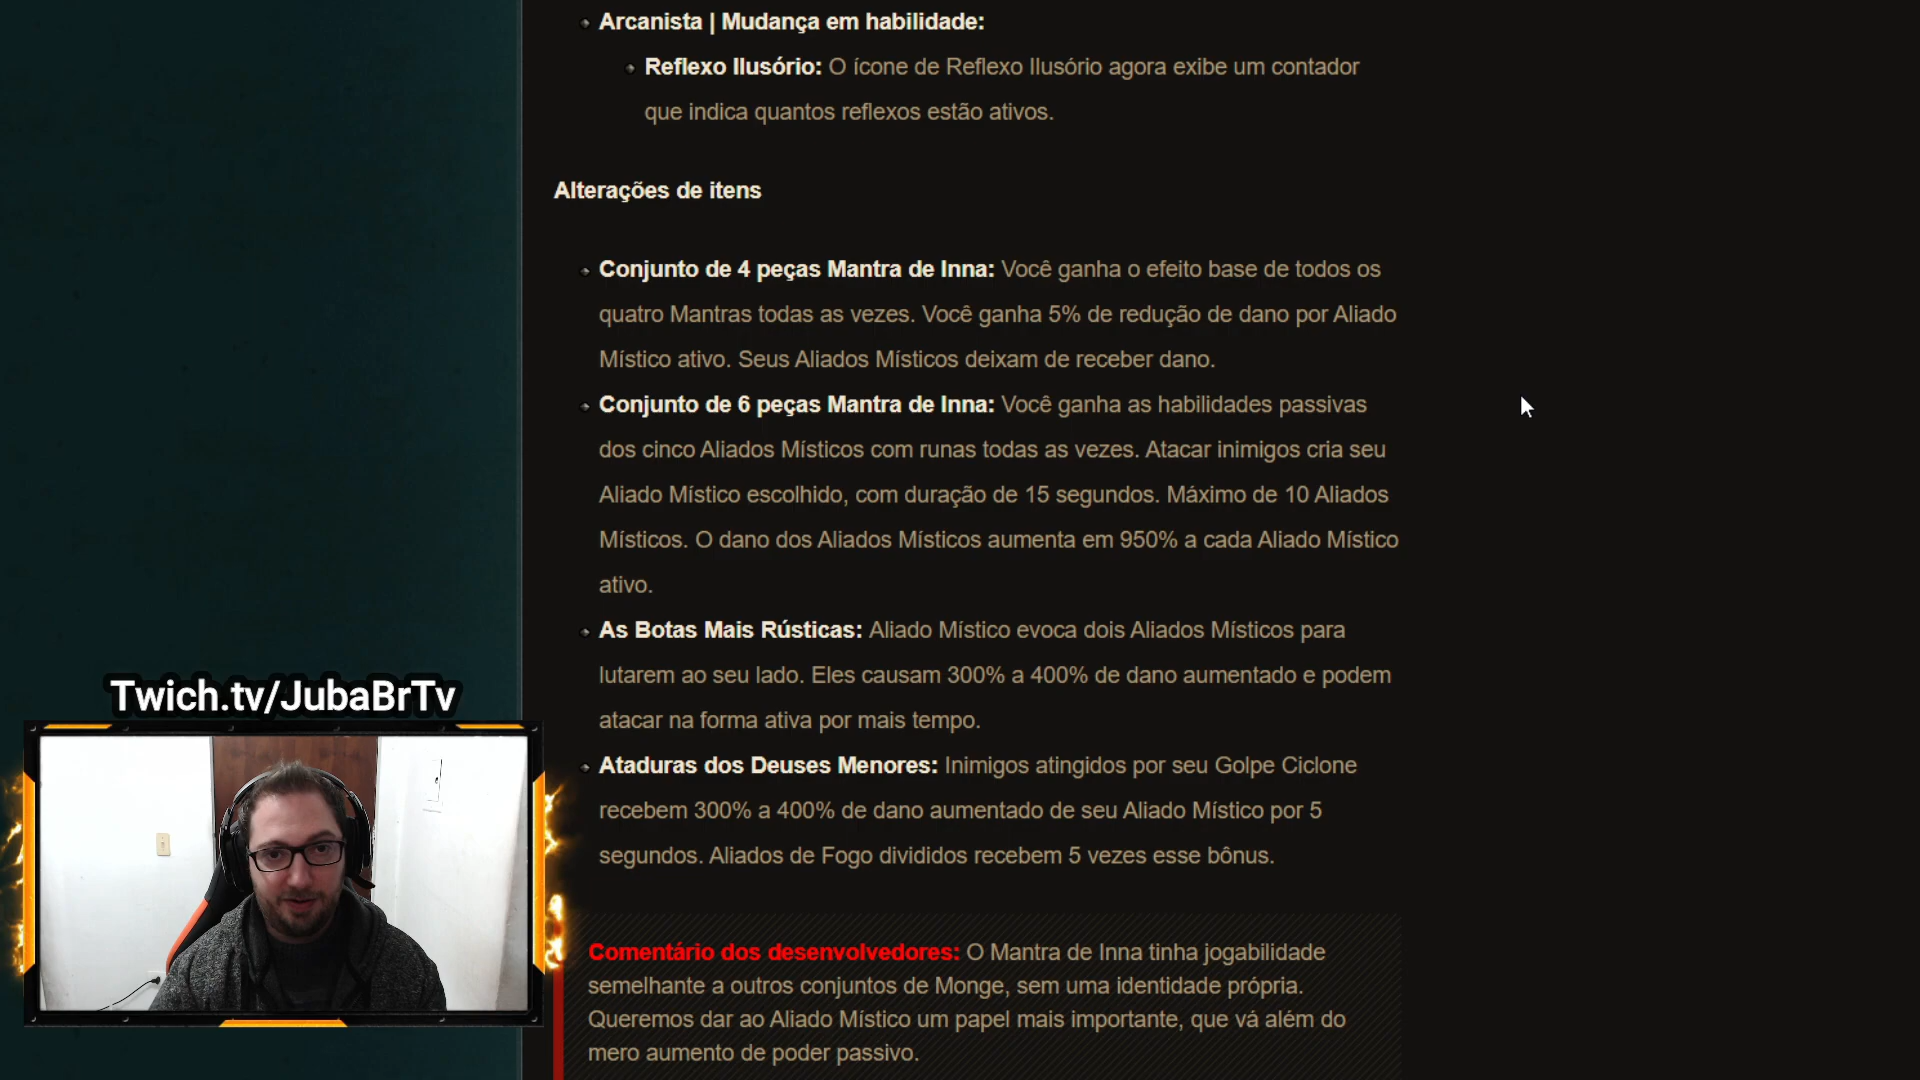 Arcanista | Mudança em habilidade:
Reflexo Ilusório: O ícone de Reflexo Ilusório agora exibe um contador
que indica quantos reflexos estão ativos.
Alterações de itens
Conjunto de 4 peças Mantra de Inna: Você ganha o efeito base de todos os
quatro Mantras todas as vezes. Você ganha 5% de redução de dano por Aliado
Místico ativo. Seus Aliados Místicos deixam de receber dano.
Conjunto de 6 peças Mantra de Inna: Você ganha as habilidades passivas
dos cinco Aliados Místicos com runas todas as vezes. Atacar inimigos cria seu
Aliado Místico escolhido, com duração de 15 segundos. Máximo de 10 Aliados
Místicos. O dano dos Aliados Místicos aumenta em 950% a cada Aliado Místico
ativo.
As Botas Mais Rústicas: Aliado Místico evoca dois Aliados Místicos para
lutarem ao seu lado. Eles causam 300% a 400% de dano aumentado e podem
atacar na forma ativa por mais tempo.
Ataduras dos Deuses Menores: Inimigos atingidos por seu Golpe Ciclone
recebem 300% a 400% de dano aumentado de seu Aliado Místico por 5
segundos. Aliados de Fogo divididos recebem 5 vezes esse bônus.
Comentário dos desenvolvedores: O Mantra de Inna tinha jogabilidade
semelhante a outros conjuntos de Monge, sem uma identidade própria.
Queremos dar ao Aliado Místico um papel mais importante, que vá além do
mero aumento de poder passivo.
Twich.tv/JubaBrTv